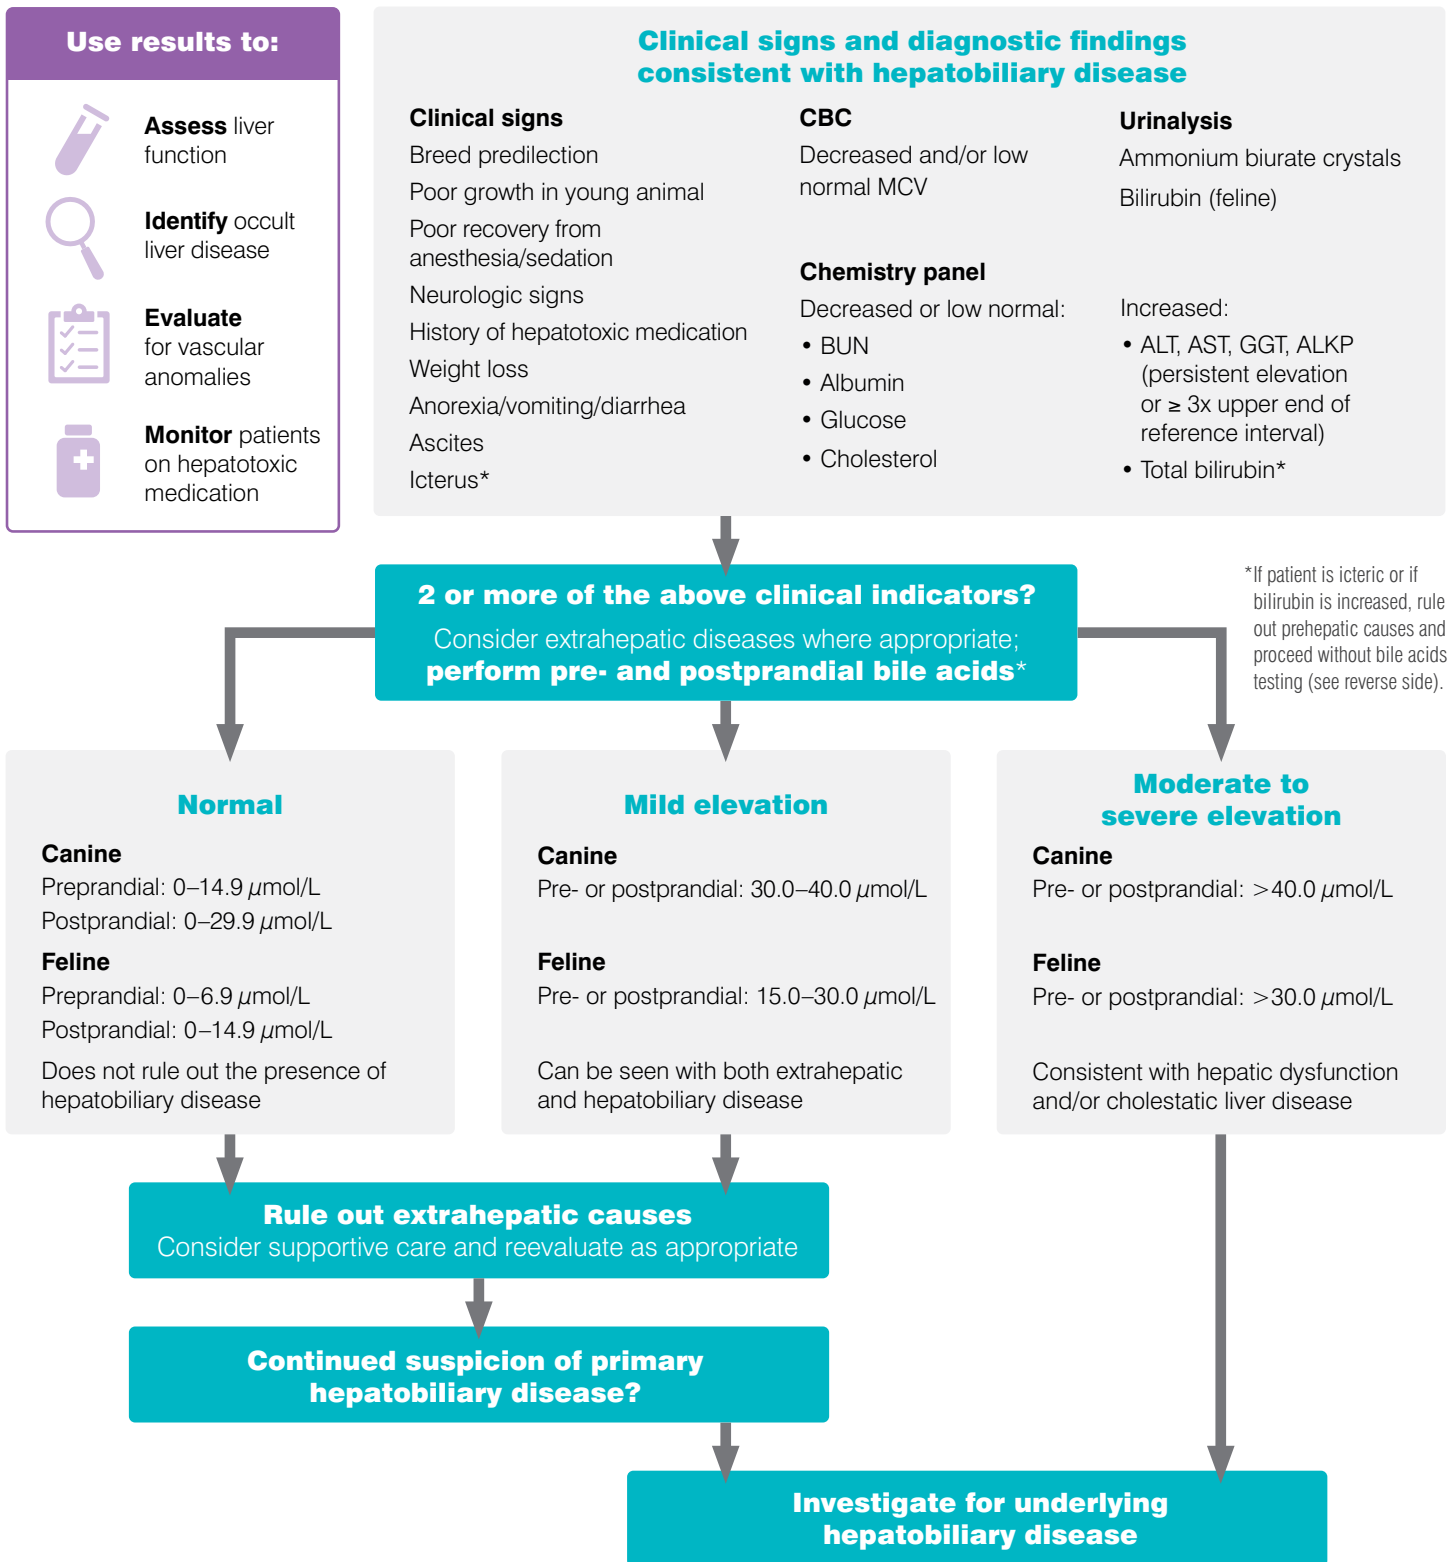 Use results to:
Assess liver
function
Identify occult
liver disease
Evaluate
for vascular
anomalies
Monitor patients
on hepatotoxic
medication
Clinical signs and diagnostic findings
consistent with hepatobiliary disease
Clinical signs
Breed predilection
Poor growth in young animal
Poor recovery from
anesthesia/sedation
Neurologic signs
History of hepatotoxic medication
Weight loss
Anorexia/vomiting/diarrhea
Ascites
Icterus*
CBC
Decreased and/or low
normal MCV
Urinalysis
Ammonium biurate crystals
Bilirubin (feline)
Chemistry panel
Decreased or low normal:
• BUN
• Albumin
• Glucose
• Cholesterol
Increased:
• ALT, AST, GGT, ALKP
(persistent elevation
or ≥ 3x upper end of
reference interval)
• Total bilirubin*
2 or more of the above clinical indicators?
Consider extrahepatic diseases where appropriate;
perform pre- and postprandial bile acids*
*If patient is icteric or if
bilirubin is increased, rule
out prehepatic causes and
proceed without bile acids
testing (see reverse side).
Normal
Canine
Preprandial: 0–14.9 µmol/L
Postprandial: 0–29.9 µmol/L
Feline
Preprandial: 0–6.9 µmol/L
Postprandial: 0–14.9 µmol/L
Does not rule out the presence of
hepatobiliary disease
Mild elevation
Canine
Pre- or postprandial: 30.0–40.0 µmol/L
Feline
Pre- or postprandial: 15.0–30.0 µmol/L
Can be seen with both extrahepatic
and hepatobiliary disease
Moderate to
severe elevation
Canine
Pre- or postprandial: >40.0 µmol/L
Feline
Pre- or postprandial: >30.0 µmol/L
Consistent with hepatic dysfunction
and/or cholestatic liver disease
Rule out extrahepatic causes
Consider supportive care and reevaluate as appropriate
Continued suspicion of primary
hepatobiliary disease?
Investigate for underlying
hepatobiliary disease